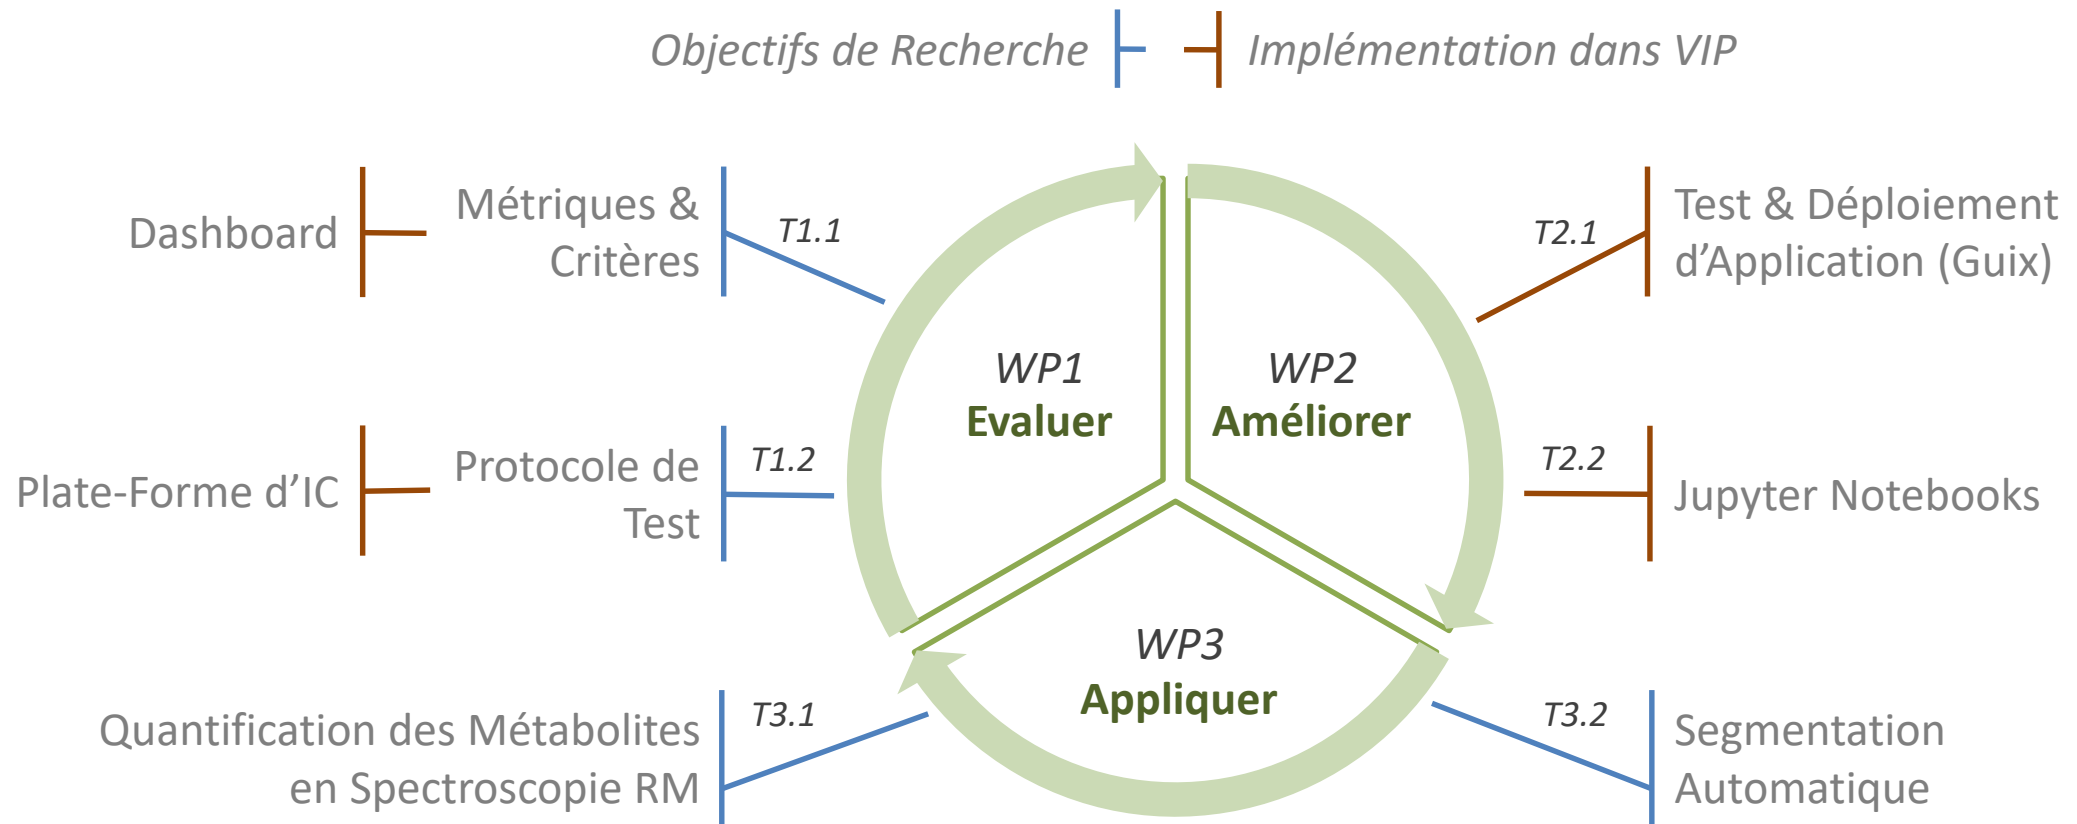 Objectifs de Recherche
Implémentation dans VIP
Dashboard
Métriques &
Critères
T1.1
T2.1
Test & Déploiement
d’Application (Guix)
WP1
Evaluer
WP2
Améliorer
Plate-Forme d’IC
Protocole de
Test
T1.2
T2.2
Jupyter Notebooks
WP3
Appliquer
Quantification des Métabolites
en Spectroscopie RM
T3.1
T3.2
Segmentation
Automatique